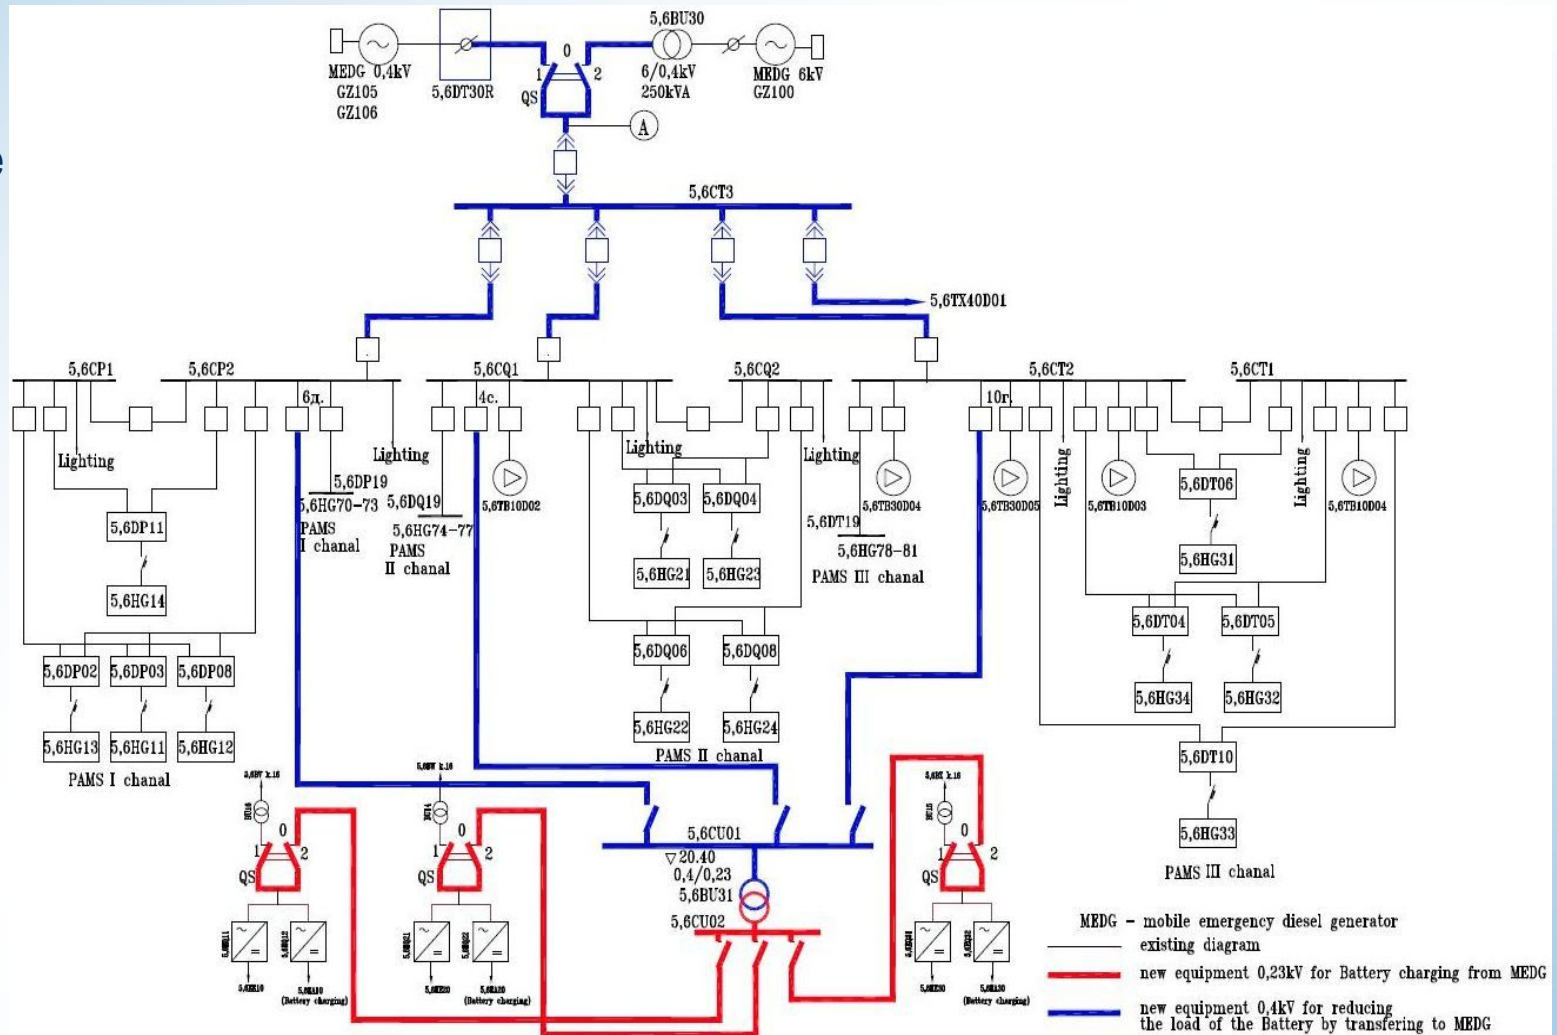 e
5,6BU30
0
1
2
QS
MEDG 0,4kV
GZ105
GZ106
5,6DT30R
6/0,4kV
250kVA
MEDG 6kV
GZ100
A
5,6CT3
5,6TX40D01
5,6CP1
5,6CP2
5,6CQ1
5,6CQ2
5,6CT2
5,6CT1
6д.
4с.
10г.
Lighting
Lighting
Lighting
Lighting
Lighting
Lighting
5,6DP19
5,6HG70-73
PAMS
I chanal
5,6DQ19
5,6HG74-77
PAMS
II chanal
5,6TB10D02
5,6DQ03
5,6DQ04
5,6HG21
5,6HG23
5,6DT19
5,6HG78-81
PAMS III chanal
5,6TB30D04
5,6TB30D05
5,6TB10D03
5,6DT06
5,6TB10D04
5,6HG31
5,6DP11
5,6HG14
5,6DP02
5,6DP03
5,6DP08
5,6HG13
5,6HG11
5,6HG12
PAMS I chanal
5,6DQ06
5,6DQ08
5,6HG22
5,6HG24
PAMS II chanal
5,6DT04
5,6DT05
5,6HG34
5,6HG32
5,6DT10
5,6HG33
PAMS III chanal
0
1
2
QS
0
1
2
QS
0
1
2
QS
5,6CU01
▽20.40
0,4/0,23
5,6BU31
5,6CU02
(Battery charging)
(Battery charging)
(Battery charging)
MEDG - mobile emergency diesel generator
existing diagram
new equipment 0,23kV for Battery charging from MEDG
new equipment 0,4kV for reducing
the load of the Battery by transfering to MEDG